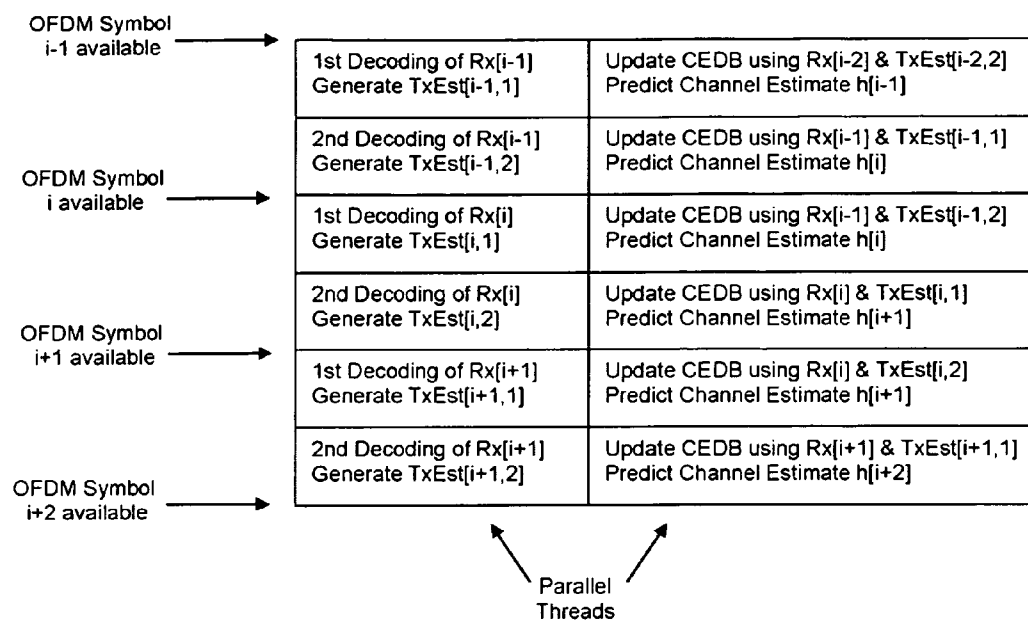 OFDM Symbol
i-1 available
1st Decoding of Rx[i-1]
Generate TxEst[i-1,1]
Update CEDB using Rx[i-2] & TxEst[i-2,2]
Predict Channel Estimate h[i-1]
2nd Decoding of Rx[i-1]
Generate TxEst[i-1,2]
Update CEDB using Rx[i-1] & TxEst[i-1,1]
Predict Channel Estimate h[i]
OFDM Symbol
i available
1st Decoding of Rx[i]
Generate TxEst[i,1]
Update CEDB using Rx[i-1] & TxEst[i-1,2]
Predict Channel Estimate h[i]
2nd Decoding of Rx[i]
Generate TxEst[i,2]
Update CEDB using Rx[i] & TxEst[i,1]
Predict Channel Estimate h[i+1]
OFDM Symbol
i+1 available
1st Decoding of Rx[i+1]
Generate TxEst[i+1,1]
Update CEDB using Rx[i] & TxEst[i,2]
Predict Channel Estimate h[i+1]
2nd Decoding of Rx[i+1]
Generate TxEst[i+1,2]
Update CEDB using Rx[i+1] & TxEst[i+1,1]
Predict Channel Estimate h[i+2]
OFDM Symbol
i+2 available
Parallel
Threads